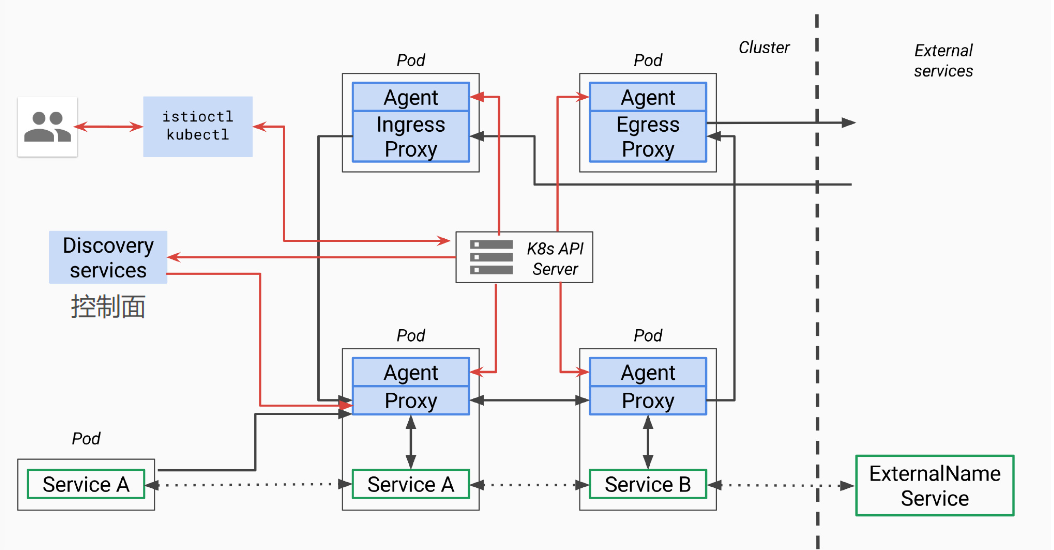 Cluster
External
services
Pod
Pod
istioctl
kubectl
Agent
Ingress
Proxy
Agent
Egress
Proxy
Discovery
services
控制面
K8s API
Server
Pod
Pod
Agent
Proxy
Agent
Proxy
Pod
Service A
Service A
Service B
ExternalName
Service